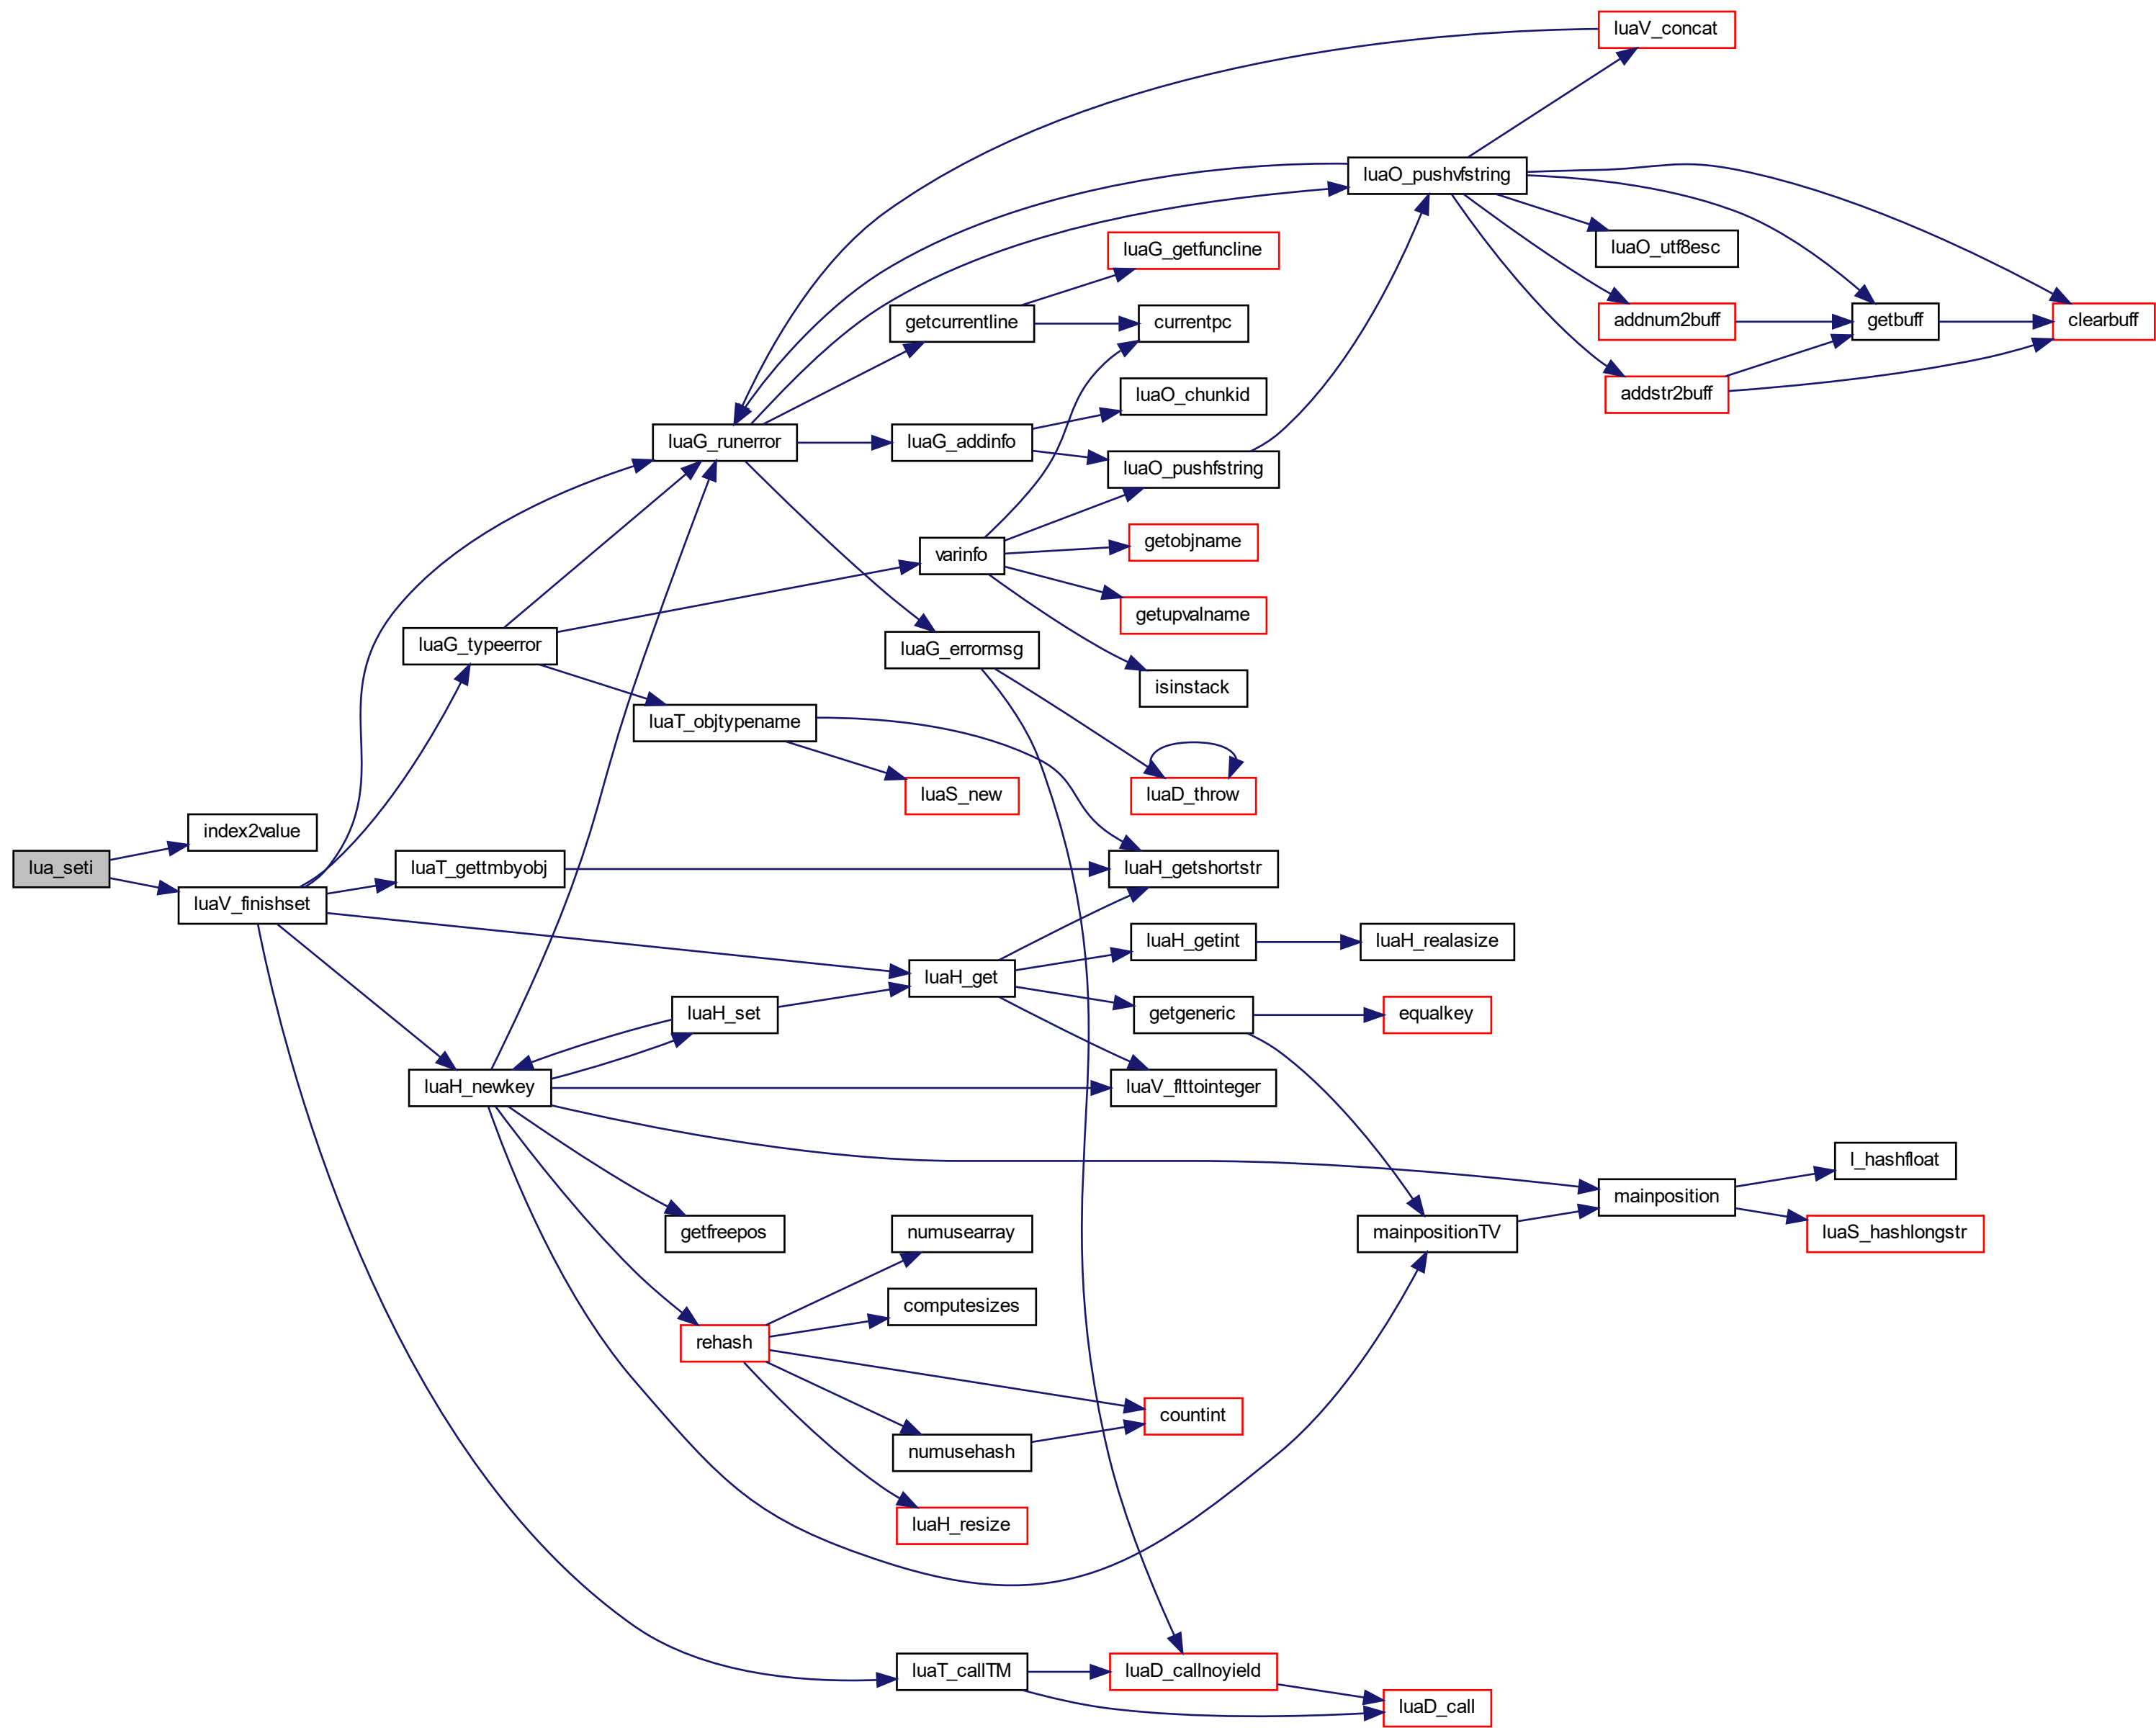 luaV_concat
luaO_pushvfstring
luaG_getfuncline
luaO_utf8esc
getcurrentline
currentpc
addnum2buff
getbuff
clearbuff
luaO_chunkid
addstr2buff
luaG_runerror
luaG_addinfo
luaO_pushfstring
varinfo
getobjname
getupvalname
luaG_typeerror
luaG_errormsg
isinstack
luaT_objtypename
luaS_new
luaD_throw
index2value
lua_seti
luaT_gettmbyobj
luaH_getshortstr
luaV_finishset
luaH_getint
luaH_realasize
luaH_get
luaH_set
getgeneric
equalkey
luaH_newkey
luaV_flttointeger
l_hashfloat
mainposition
getfreepos
numusearray
mainpositionTV
luaS_hashlongstr
computesizes
rehash
countint
numusehash
luaH_resize
luaT_callTM
luaD_callnoyield
luaD_call